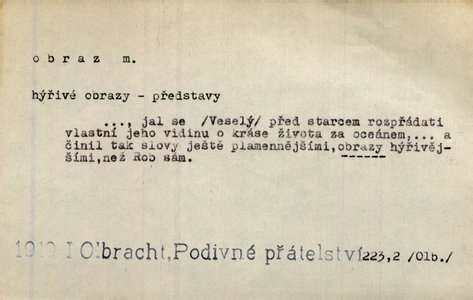 obraz m.
hýřivé obrazy - představy
..., jal se /Veselý/ před starcem rozpřádati
vlastní jeho vidinu o kráse života za oceánem,... a
činil tak slovy ještě plamennějšími,obrazy hýřivěj-
šími,než Rob sám.
I Olbracht,Podivné přátelství 223,2 /Olb./